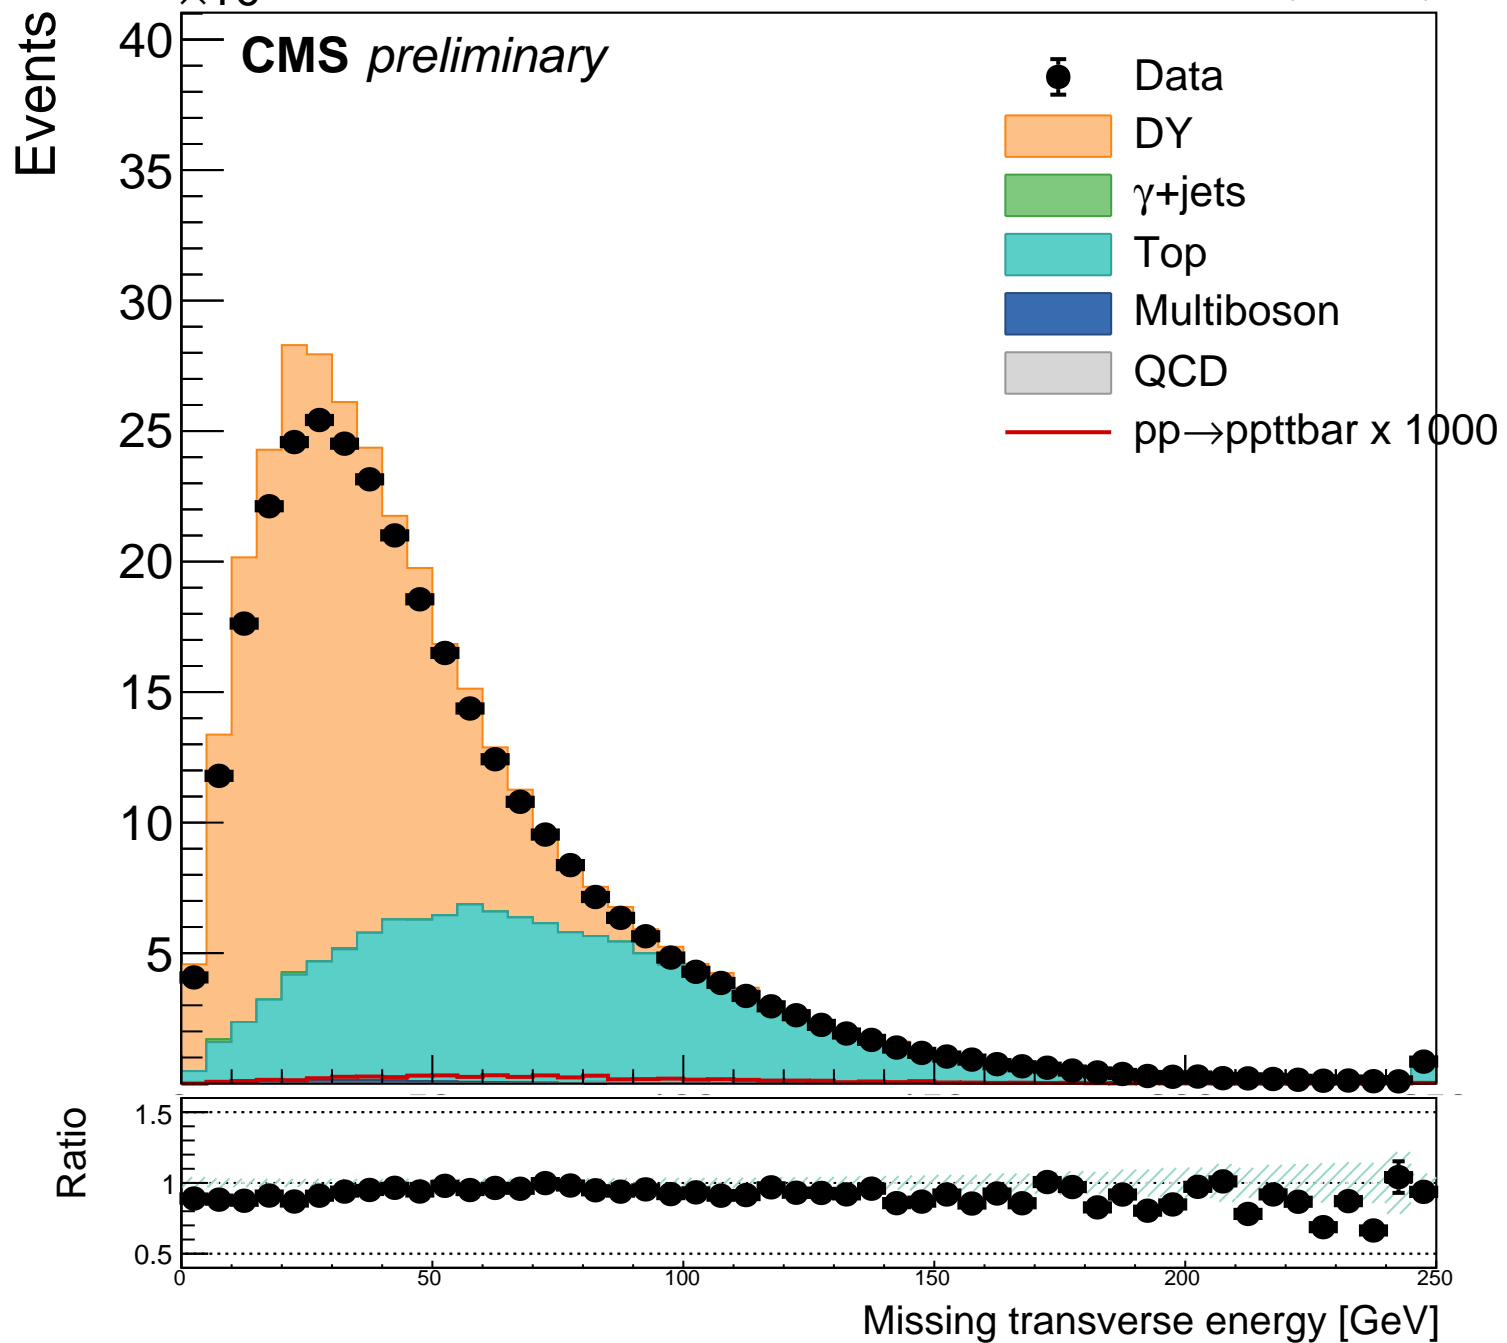 Events
40
CMS preliminary
Data
DY
γ+jets
35
Top
Multiboson
30
QCD
pp→ppttbar x 1000
25
20
15
10
5
Ratio
1.5
1
0.5
0 50 100 150 200 250
Missing transverse energy [GeV]